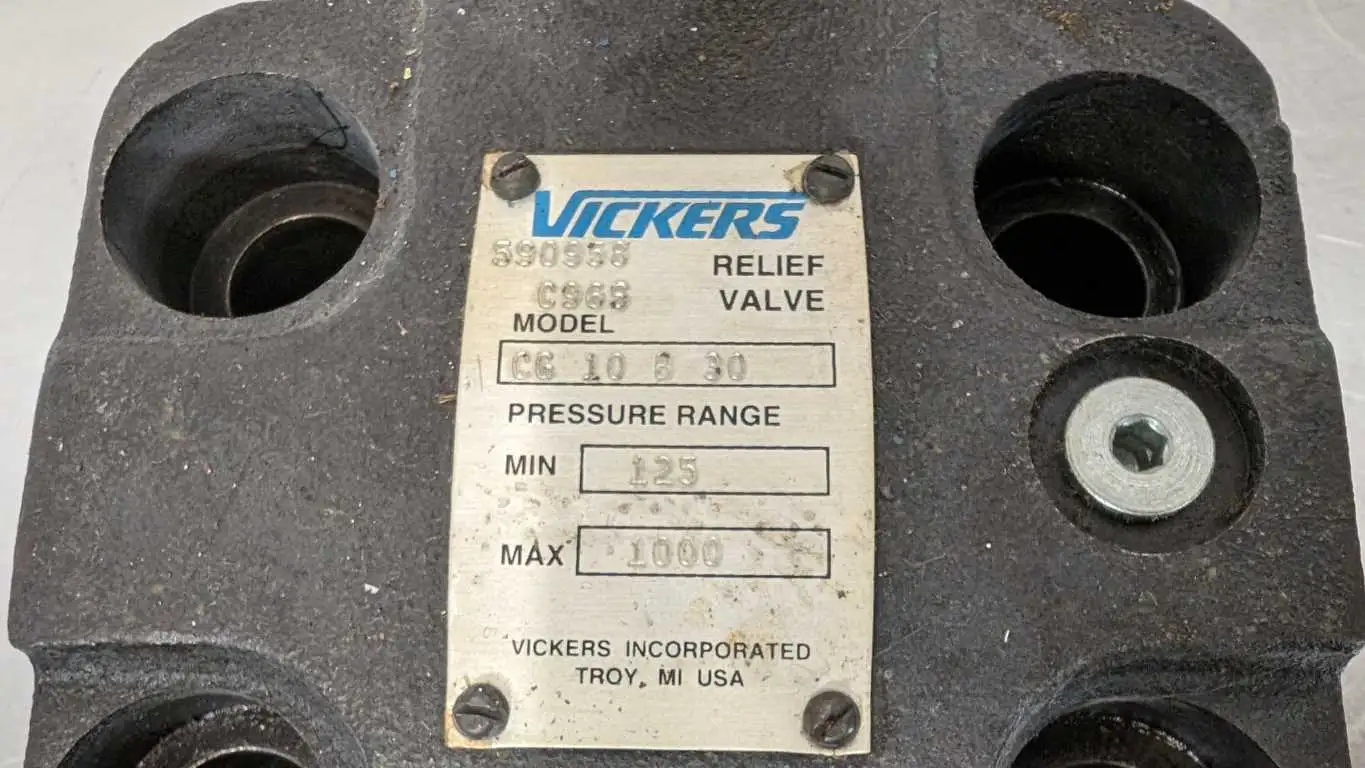 VICKERS
590958
RELIEF
C96S
VALVE
MODEL
CG 10 B 30
PRESSURE RANGE
MIN 125
MAX 1000
VICKERS INCORPORATED
TROY, MI USA